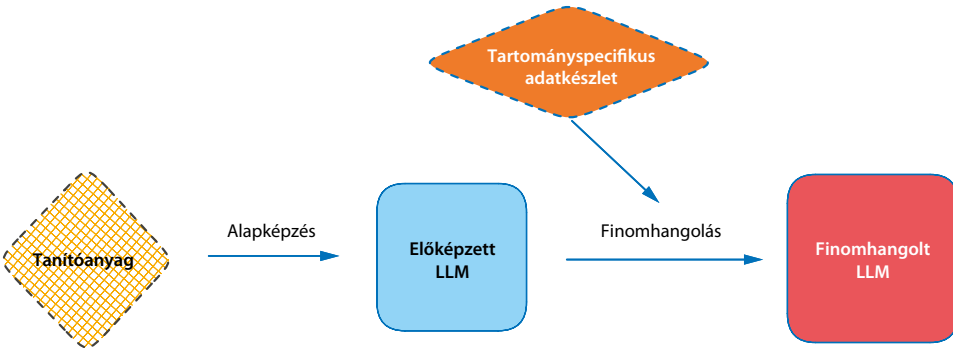 Tartományspecifikus
adatkészlet
Tanítóanyag
Alapképzés
Előképzett
LLM
Finomhangolás
Finomhangolt
LLM